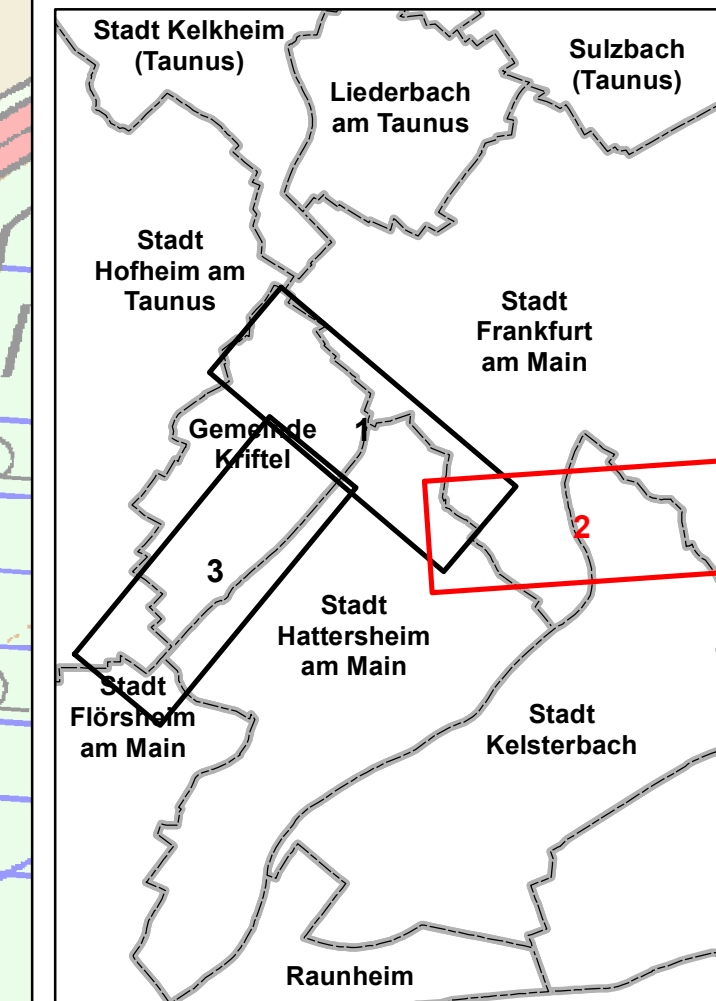 Stadt Kelkheim
(Taunus)
Sulzbach
(Taunus)
Liederbach
am Taunus
Stadt
Hofheim am
Taunus
Stadt
Frankfurt
am Main
Gemeinde
Kriftel
1
2
3
Stadt
Hattersheim
am Main
Stadt
Flörsheim
am Main
Stadt
Kelsterbach
Raunheim